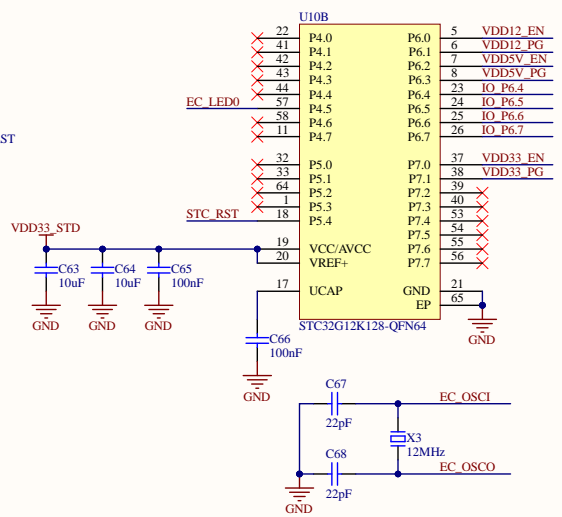 U10B
22 P4.0 P6.0 5 VDD12_EN
41 P4.1 P6.1 6 VDD12_PG
42 P4.2 P6.2 7 VDD5V_EN
43 P4.3 P6.3 8 VDD5V_PG
44 P4.4 P6.4 23 IO_P6.4
EC_LED0 57 P4.5 P6.5 24 IO_P6.5
58 P4.6 P6.6 25 IO_P6.6
11 P4.7 P6.7 26 IO_P6.7
ST
32 P5.0 P7.0 37 VDD33_EN
33 P5.1 P7.1 38 VDD33_PG
64 P5.2 P7.2 39
1 P5.3 P7.3 40
STC_RST 18 P5.4 P7.4 53
P7.5 54
VDD33_STD
19 VCC/AVCC P7.6 55
20 VREF+ P7.7 56
C63 C64 C65
10uF 10uF 100nF
17 UCAP GND 21
EP 65
GND GND GND
STC32G12K128-QFN64
GND
C66
100nF
GND
C67
22pF
EC_OSCI
X3
12MHz
C68
22pF
EC_OSCO
GND